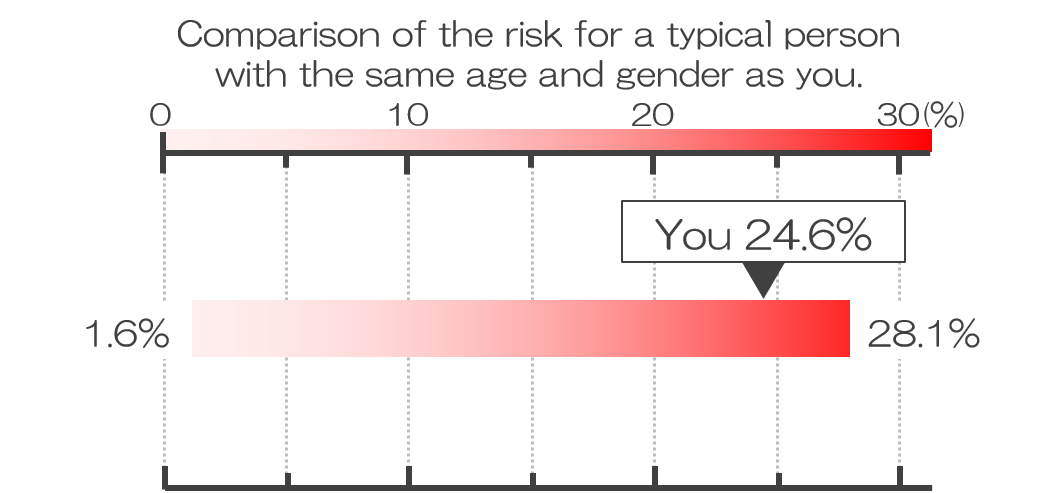 Comparison of the risk for a typical person
with the same age and gender as you.
0 10 20 30(%)
You 24.6%
1.6% 28.1%